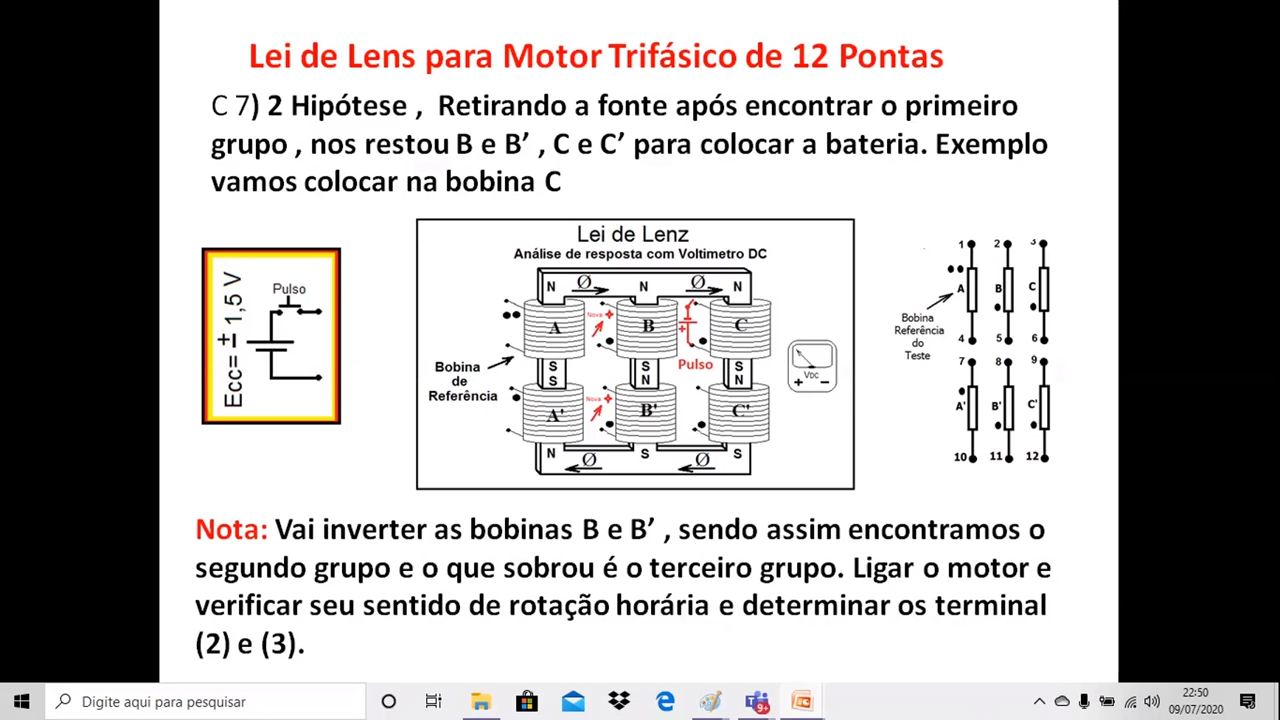 Lei de Lens para Motor Trifásico de 12 Pontas
C 7) 2 Hipótese , Retirando a fonte após encontrar o primeiro
grupo , nos restou B e B’ , C e C’ para colocar a bateria. Exemplo
vamos colocar na bobina C
Ecc= ± 1,5 V
Pulso
Lei de Lenz
Análise de resposta com Voltimetro DC
N Ø N Ø N
A Nova + B + C
Pulso
Bobina
de
Referência
S S S
S N N
A' Nova + B' C'
N Ø S Ø S
VDC
+ −
1 2 3
A B C
Bobina
Referência
do
Teste
4 5 6
7 8 9
A' B' C'
10 11 12
Nota: Vai inverter as bobinas B e B’ , sendo assim encontramos o
segundo grupo e o que sobrou é o terceiro grupo. Ligar o motor e
verificar seu sentido de rotação horária e determinar os terminal
(2) e (3).
Digite aqui para pesquisar
9+
22:50
09/07/2020